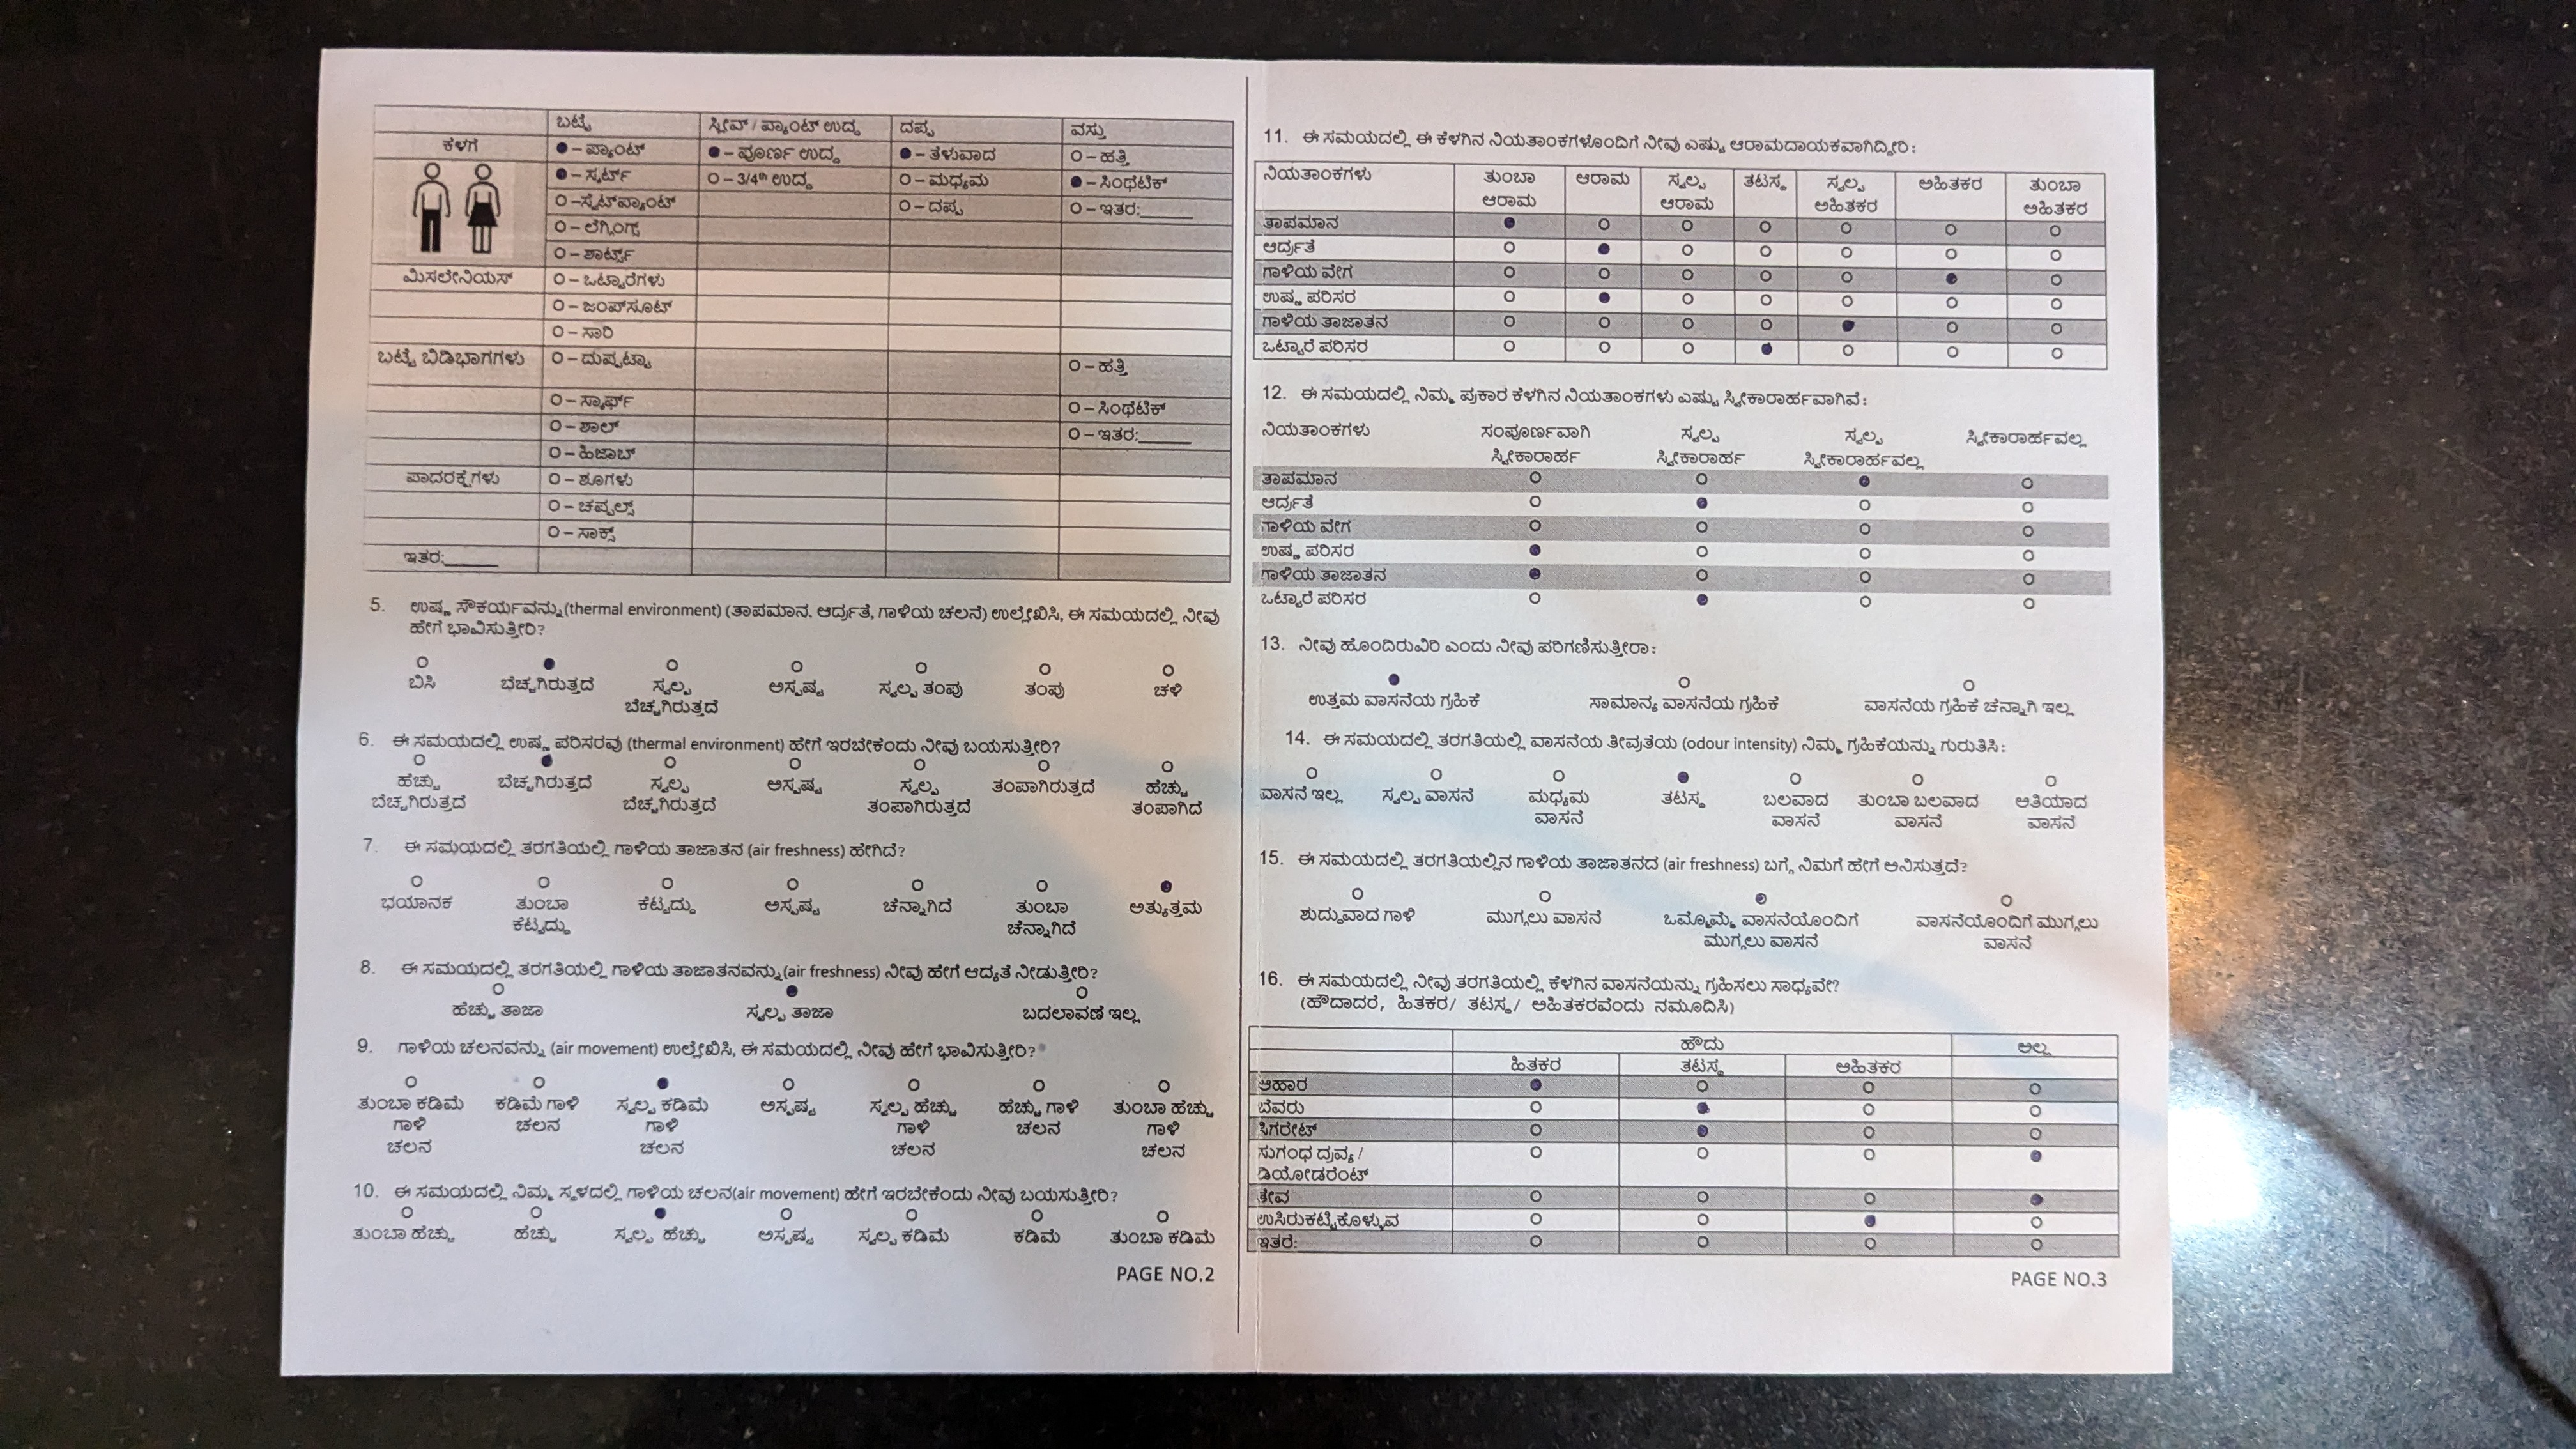 ಬಟ್ಟೆ ಸ್ಲೀವ್ / ಪ್ಯಾಂಟ್ ಉದ್ದ ದಪ್ಪ ವಸ್ತು
ಕೆಳಗೆ ●–ಪ್ಯಾಂಟ್ ●–ಪೂರ್ಣ ಉದ್ದ ●–ತೆಳುವಾದ O–ಹತ್ತಿ
●–ಸ್ಕರ್ಟ್ O–3/4th ಉದ್ದ O–ಮಧ್ಯಮ ●–ಸಿಂಥೆಟಿಕ್
O–ಸ್ವೆಟ್‌ಪ್ಯಾಂಟ್ O–ದಪ್ಪ O–ಇತರ:______
O–ಲೆಗ್ಗಿಂಗ್ಸ್
O–ಶಾರ್ಟ್ಸ್
ಮಿಸಲೇನಿಯಸ್ O–ಒಟ್ಟಾರೆಗಳು
O–ಜಂಪ್‌ಸೂಟ್
O–ಸಾರಿ
ಬಟ್ಟೆ ಬಿಡಿಭಾಗಗಳು O–ದುಪ್ಪಟ್ಟಾ O–ಹತ್ತಿ
O–ಸ್ಕಾರ್ಫ್ O–ಸಿಂಥೆಟಿಕ್
O–ಶಾಲ್ O–ಇತರ:______
O–ಹಿಜಾಬ್
ಪಾದರಕ್ಷೆಗಳು O–ಶೂಗಳು
O–ಚಪ್ಪಲ್ಸ್
O–ಸಾಕ್ಸ್
ಇತರ:______
5. ಉಷ್ಣ ಸೌಕರ್ಯವನ್ನು(thermal environment) (ತಾಪಮಾನ, ಆರ್ದ್ರತೆ, ಗಾಳಿಯ ಚಲನೆ) ಉಲ್ಲೇಖಿಸಿ, ಈ ಸಮಯದಲ್ಲಿ ನೀವು
ಹೇಗೆ ಭಾವಿಸುತ್ತೀರಿ?
O ● O O O O O
ಬಿಸಿ ಬೆಚ್ಚಗಿರುತ್ತದೆ ಸ್ವಲ್ಪ ಅಸ್ಪಷ್ಟ ಸ್ವಲ್ಪ ತಂಪು ತಂಪು ಚಳಿ
ಬೆಚ್ಚಗಿರುತ್ತದೆ
6. ಈ ಸಮಯದಲ್ಲಿ ಉಷ್ಣ ಪರಿಸರವು (thermal environment) ಹೇಗೆ ಇರಬೇಕೆಂದು ನೀವು ಬಯಸುತ್ತೀರಿ?
O ● O O O O O
ಹೆಚ್ಚು ಬೆಚ್ಚಗಿರುತ್ತದೆ ಸ್ವಲ್ಪ ಅಸ್ಪಷ್ಟ ಸ್ವಲ್ಪ ತಂಪಾಗಿರುತ್ತದೆ ಹೆಚ್ಚು
ಬೆಚ್ಚಗಿರುತ್ತದೆ ಬೆಚ್ಚಗಿರುತ್ತದೆ ತಂಪಾಗಿರುತ್ತದೆ ತಂಪಾಗಿದೆ
7. ಈ ಸಮಯದಲ್ಲಿ ತರಗತಿಯಲ್ಲಿ ಗಾಳಿಯ ತಾಜಾತನ (air freshness) ಹೇಗಿದೆ?
O O O O O O ●
ಭಯಾನಕ ತುಂಬಾ ಕೆಟ್ಟದ್ದು ಅಸ್ಪಷ್ಟ ಚೆನ್ನಾಗಿದೆ ತುಂಬಾ ಅತ್ಯುತ್ತಮ
ಕೆಟ್ಟದ್ದು ಚೆನ್ನಾಗಿದೆ
8. ಈ ಸಮಯದಲ್ಲಿ ತರಗತಿಯಲ್ಲಿ ಗಾಳಿಯ ತಾಜಾತನವನ್ನು(air freshness) ನೀವು ಹೇಗೆ ಆದ್ಯತೆ ನೀಡುತ್ತೀರಿ?
O ● O
ಹೆಚ್ಚು ತಾಜಾ ಸ್ವಲ್ಪ ತಾಜಾ ಬದಲಾವಣೆ ಇಲ್ಲ
9. ಗಾಳಿಯ ಚಲನವನ್ನು (air movement) ಉಲ್ಲೇಖಿಸಿ, ಈ ಸಮಯದಲ್ಲಿ ನೀವು ಹೇಗೆ ಭಾವಿಸುತ್ತೀರಿ?
O O ● O O O O
ತುಂಬಾ ಕಡಿಮೆ ಕಡಿಮೆ ಗಾಳಿ ಸ್ವಲ್ಪ ಕಡಿಮೆ ಅಸ್ಪಷ್ಟ ಸ್ವಲ್ಪ ಹೆಚ್ಚು ಹೆಚ್ಚು ಗಾಳಿ ತುಂಬಾ ಹೆಚ್ಚು
ಗಾಳಿ ಚಲನ ಗಾಳಿ ಗಾಳಿ ಚಲನ ಗಾಳಿ
ಚಲನ ಚಲನ ಚಲನ ಚಲನ
10. ಈ ಸಮಯದಲ್ಲಿ ನಿಮ್ಮ ಸ್ಥಳದಲ್ಲಿ ಗಾಳಿಯ ಚಲನ(air movement) ಹೇಗೆ ಇರಬೇಕೆಂದು ನೀವು ಬಯಸುತ್ತೀರಿ?
O O ● O O O O
ತುಂಬಾ ಹೆಚ್ಚು ಹೆಚ್ಚು ಸ್ವಲ್ಪ ಹೆಚ್ಚು ಅಸ್ಪಷ್ಟ ಸ್ವಲ್ಪ ಕಡಿಮೆ ಕಡಿಮೆ ತುಂಬಾ ಕಡಿಮೆ
PAGE NO.2
11. ಈ ಸಮಯದಲ್ಲಿ ಈ ಕೆಳಗಿನ ನಿಯತಾಂಕಗಳೊಂದಿಗೆ ನೀವು ಎಷ್ಟು ಆರಾಮದಾಯಕವಾಗಿದ್ದೀರಿ:
ನಿಯತಾಂಕಗಳು ತುಂಬಾ ಆರಾಮ ಸ್ವಲ್ಪ ತಟಸ್ಥ ಸ್ವಲ್ಪ ಅಹಿತಕರ ತುಂಬಾ
ಆರಾಮ ಆರಾಮ ಅಹಿತಕರ ಅಹಿತಕರ
ತಾಪಮಾನ ● O O O O O O
ಆರ್ದ್ರತೆ O ● O O O O O
ಗಾಳಿಯ ವೇಗ O O O O O ● O
ಉಷ್ಣ ಪರಿಸರ O ● O O O O O
ಗಾಳಿಯ ತಾಜಾತನ O O O O ● O O
ಒಟ್ಟಾರೆ ಪರಿಸರ O O O ● O O O
12. ಈ ಸಮಯದಲ್ಲಿ ನಿಮ್ಮ ಪ್ರಕಾರ ಕೆಳಗಿನ ನಿಯತಾಂಕಗಳು ಎಷ್ಟು ಸ್ವೀಕಾರಾರ್ಹವಾಗಿವೆ:
ನಿಯತಾಂಕಗಳು ಸಂಪೂರ್ಣವಾಗಿ ಸ್ವಲ್ಪ ಸ್ವಲ್ಪ ಸ್ವೀಕಾರಾರ್ಹವಲ್ಲ
ಸ್ವೀಕಾರಾರ್ಹ ಸ್ವೀಕಾರಾರ್ಹ ಸ್ವೀಕಾರಾರ್ಹವಲ್ಲ
ತಾಪಮಾನ O O ● O
ಆರ್ದ್ರತೆ O ● O O
ಗಾಳಿಯ ವೇಗ O O O O
ಉಷ್ಣ ಪರಿಸರ ● O O O
ಗಾಳಿಯ ತಾಜಾತನ ● O O O
ಒಟ್ಟಾರೆ ಪರಿಸರ O ● O O
13. ನೀವು ಹೊಂದಿರುವಿರಿ ಎಂದು ನೀವು ಪರಿಗಣಿಸುತ್ತೀರಾ:
● O O
ಉತ್ತಮ ವಾಸನೆಯ ಗ್ರಹಿಕೆ ಸಾಮಾನ್ಯ ವಾಸನೆಯ ಗ್ರಹಿಕೆ ವಾಸನೆಯ ಗ್ರಹಿಕೆ ಚೆನ್ನಾಗಿ ಇಲ್ಲ
14. ಈ ಸಮಯದಲ್ಲಿ ತರಗತಿಯಲ್ಲಿ ವಾಸನೆಯ ತೀವ್ರತೆಯ (odour intensity) ನಿಮ್ಮ ಗ್ರಹಿಕೆಯನ್ನು ಗುರುತಿಸಿ:
O O O ● O O O
ವಾಸನೆ ಇಲ್ಲ ಸ್ವಲ್ಪ ವಾಸನೆ ಮಧ್ಯಮ ತಟಸ್ಥ ಬಲವಾದ ತುಂಬಾ ಬಲವಾದ ಅತಿಯಾದ
ವಾಸನೆ ವಾಸನೆ ವಾಸನೆ ವಾಸನೆ
15. ಈ ಸಮಯದಲ್ಲಿ ತರಗತಿಯಲ್ಲಿನ ಗಾಳಿಯ ತಾಜಾತನದ (air freshness) ಬಗ್ಗೆ ನಿಮಗೆ ಹೇಗೆ ಅನಿಸುತ್ತದೆ?
O O ● O
ಶುದ್ಧವಾದ ಗಾಳಿ ಮುಗ್ಗಲು ವಾಸನೆ ಒಮ್ಮೊಮ್ಮೆ ವಾಸನೆಯೊಂದಿಗೆ ವಾಸನೆಯೊಂದಿಗೆ ಮುಗ್ಗಲು
ಮುಗ್ಗಲು ವಾಸನೆ ವಾಸನೆ
16. ಈ ಸಮಯದಲ್ಲಿ ನೀವು ತರಗತಿಯಲ್ಲಿ ಕೆಳಗಿನ ವಾಸನೆಯನ್ನು ಗ್ರಹಿಸಲು ಸಾಧ್ಯವೇ?
(ಹೌದಾದರೆ, ಹಿತಕರ/ ತಟಸ್ಥ/ ಅಹಿತಕರವೆಂದು ನಮೂದಿಸಿ)
ಹೌದು ಅಲ್ಲ
ಹಿತಕರ ತಟಸ್ಥ ಅಹಿತಕರ
ಆಹಾರ ● O O O
ಬೆವರು O ● O O
ಸಿಗರೇಟ್ O ● O O
ಸುಗಂಧ ದ್ರವ್ಯ/ O O O ●
ಡಿಯೋಡರೆಂಟ್
ತೇವ O O O ●
ಉಸಿರುಕಟ್ಟಿಕೊಳ್ಳುವ O O ● O
ಇತರೆ: O O O O
PAGE NO.3